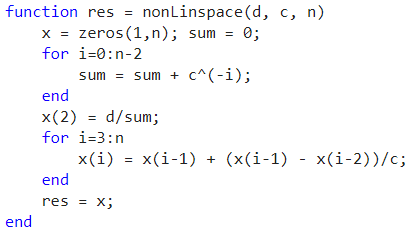 function res = nonLinspace(d, c, n)
    x = zeros(1,n); sum = 0;
    for i=0:n-2
        sum = sum + c^(-i);
    end
    x(2) = d/sum;
    for i=3:n
        x(i) = x(i-1) + (x(i-1) - x(i-2))/c;
    end
    res = x;
end